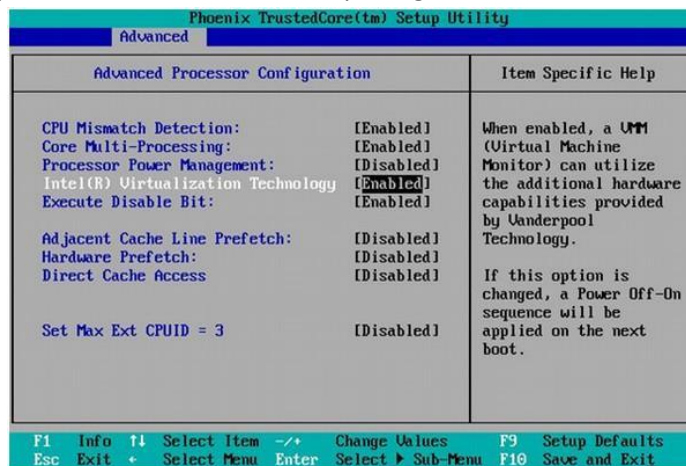 Phoenix TrustedCore(tm) Setup Utility
Advanced
Advanced Processor Configuration
Item Specific Help
CPU Mismatch Detection: [Enabled]
Core Multi-Processing: [Enabled]
Processor Power Management: [Disabled]
Intel(R) Virtualization Technology [Enabled]
Execute Disable Bit: [Enabled]
Adjacent Cache Line Prefetch: [Disabled]
Hardware Prefetch: [Disabled]
Direct Cache Access [Disabled]
Set Max Ext CPUID = 3 [Disabled]
When enabled, a VMM
(Virtual Machine
Monitor) can utilize
the additional hardware
capabilities provided
by Vanderpool
Technology.
If this option is
changed, a Power Off-On
sequence will be
applied on the next
boot.
F1 Info ↑↓ Select Item -/+ Change Values F9 Setup Defaults
Esc Exit ← Select Menu Enter Select ▶ Sub-Menu F10 Save and Exit